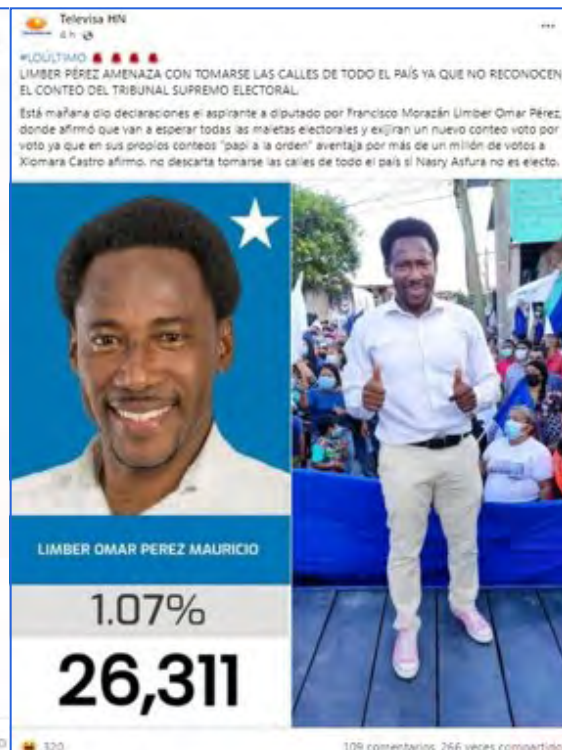 Televisa HN
4 h
#LOÚLTIMO
LIMBER PÉREZ AMENAZA CON TOMARSE LAS CALLES DE TODO EL PAÍS YA QUE NO RECONOCEN
EL CONTEO DEL TRIBUNAL SUPREMO ELECTORAL.
Está mañana dio declaraciones el aspirante a diputado por Francisco Morazán Limber Omar Pérez,
donde afirmó que van a esperar todas las maletas electorales y exijiran un nuevo conteo voto por
voto ya que en sus propios conteos "papi a la orden" aventaja por más de un millón de votos a
Xiomara Castro afirmo. no descarta tomarse las calles de todo el país si Nasry Asfura no es electo.
LIMBER OMAR PEREZ MAURICIO
1.07%
26,311
320
109 comentarios 266 veces compartido